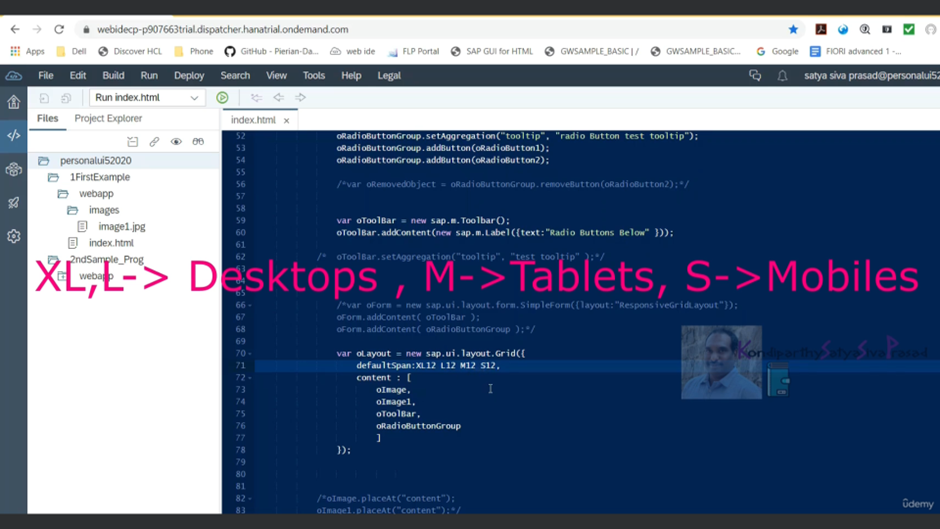 webidecp-p907663trial.dispatcher.hanatrial.ondemand.com
Apps Dell Discover HCL Phone GitHub - Pierian-Da... web ide FLP Portal SAP GUI for HTML GWSAMPLE_BASIC | / GWSAMPLE_BASIC... Google FIORI advanced 1 -...
File Edit Build Run Deploy Search View Tools Help Legal satya siva prasad@personalui52
Run index.html
Files Project Explorer
index.html ×
personalui52020
1FirstExample
webapp
images
image1.jpg
index.html
2ndSample_Prog
webapp
52 oRadioButtonGroup.setAggregation("tooltip", "radio Button test tooltip");
53 oRadioButtonGroup.addButton(oRadioButton1);
54 oRadioButtonGroup.addButton(oRadioButton2);
55
56 /*var oRemovedObject = oRadioButtonGroup.removeButton(oRadioButton2);*/
57
58
59 var oToolBar = new sap.m.Toolbar();
60 oToolBar.addContent(new sap.m.Label({text:"Radio Buttons Below" }));
61
62 /* oToolBar.setAggregation("tooltip", "test tooltip" );*/
XL,L-> Desktops , M->Tablets, S->Mobiles
66 /*var oForm = new sap.ui.layout.form.SimpleForm({layout:"ResponsiveGridLayout"});
67 oForm.addContent( oToolBar );
68 oForm.addContent( oRadioButtonGroup );*/
69
70 var oLayout = new sap.ui.layout.Grid({
71 defaultSpan:XL12 L12 M12 S12,
72 content : [
73 oImage,
74 oImage1,
75 oToolBar,
76 oRadioButtonGroup
77 ]
78 });
79
80
81
82 /*oImage.placeAt("content");
83 oImage1.placeAt("content");*/
ûdemy